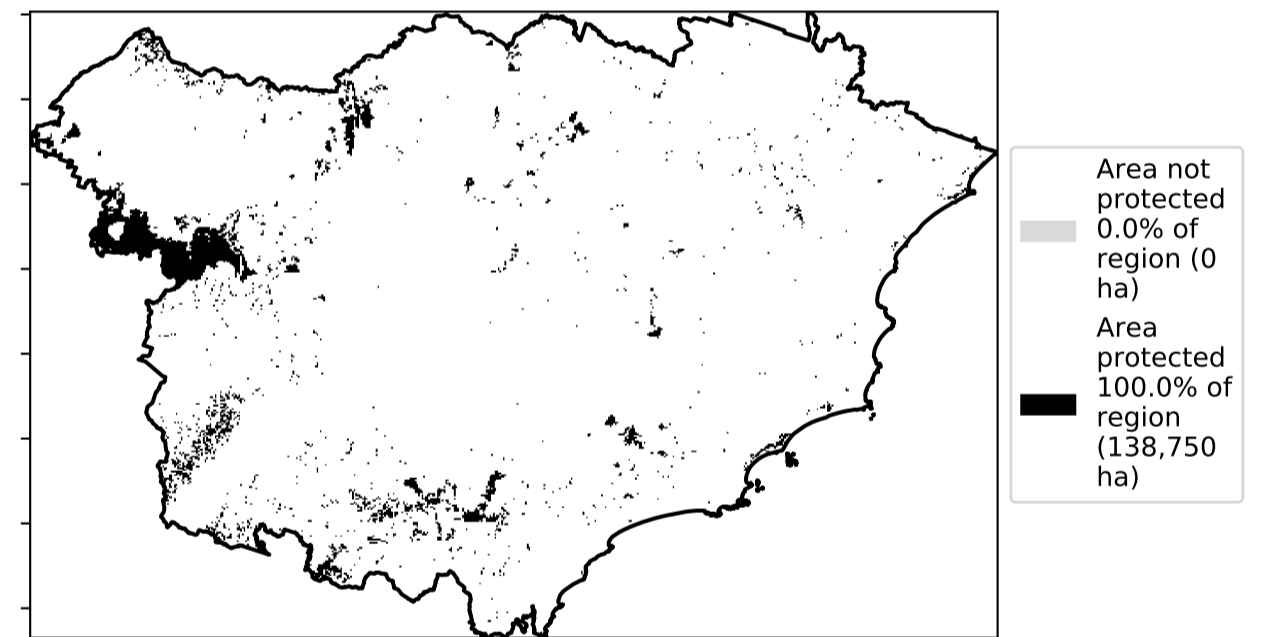 Area not
protected
0.0% of
region (0
ha)
Area
protected
100.0% of
region
(138,750
ha)